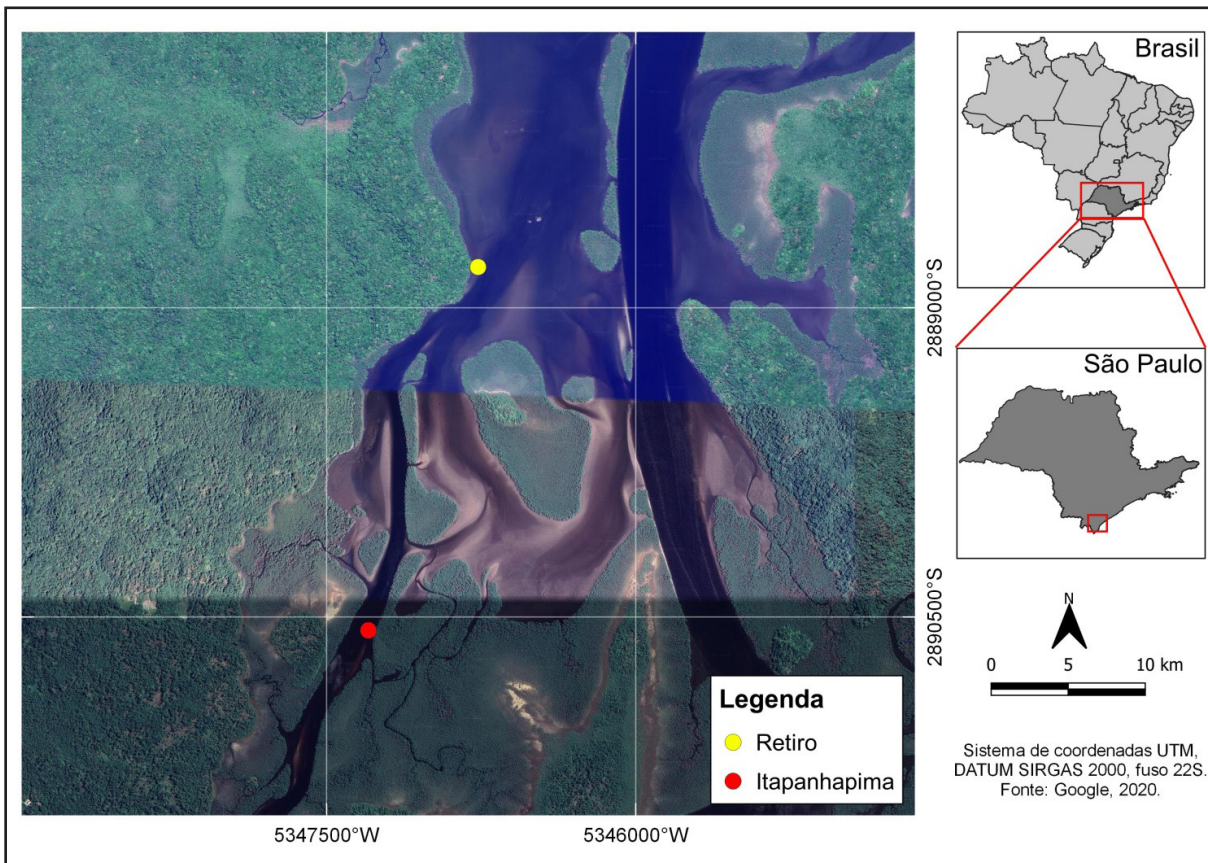 Brasil
São Paulo
2889000°S
2890500°S
N
0 5 10 km
Legenda
Retiro
Itapanhapima
Sistema de coordenadas UTM,
DATUM SIRGAS 2000, fuso 22S.
Fonte: Google, 2020.
5347500°W 5346000°W